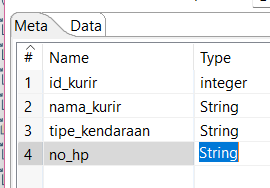 Meta Data
# Name Type
1 id_kurir integer
2 nama_kurir String
3 tipe_kendaraan String
4 no_hp String